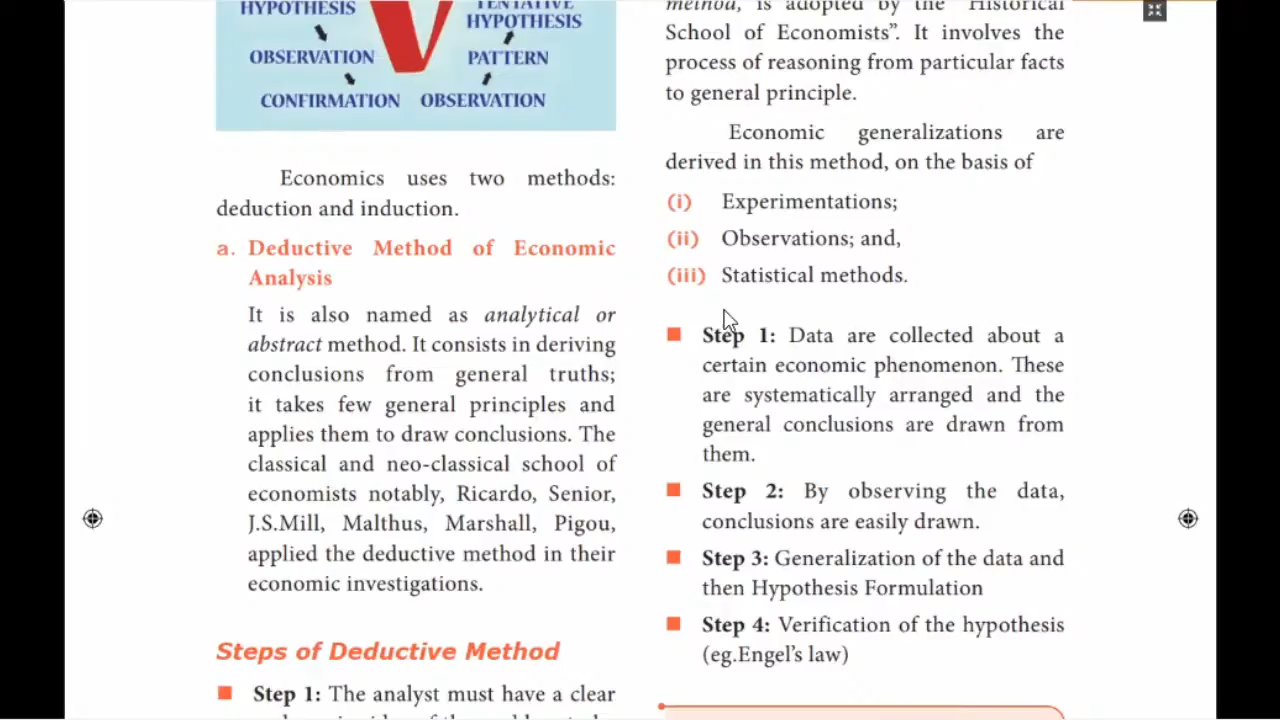 HYPOTHESIS
OBSERVATION
CONFIRMATION
TENTATIVE
HYPOTHESIS
PATTERN
OBSERVATION
Economics uses two methods:
deduction and induction.
a. Deductive Method of Economic
Analysis
It is also named as analytical or
abstract method. It consists in deriving
conclusions from general truths;
it takes few general principles and
applies them to draw conclusions. The
classical and neo-classical school of
economists notably, Ricardo, Senior,
J.S.Mill, Malthus, Marshall, Pigou,
applied the deductive method in their
economic investigations.
Steps of Deductive Method
■ Step 1: The analyst must have a clear
method, is adopted by the “Historical
School of Economists”. It involves the
process of reasoning from particular facts
to general principle.
Economic generalizations are
derived in this method, on the basis of
(i) Experimentations;
(ii) Observations; and,
(iii) Statistical methods.
■ Step 1: Data are collected about a
certain economic phenomenon. These
are systematically arranged and the
general conclusions are drawn from
them.
■ Step 2: By observing the data,
conclusions are easily drawn.
■ Step 3: Generalization of the data and
then Hypothesis Formulation
■ Step 4: Verification of the hypothesis
(eg.Engel’s law)